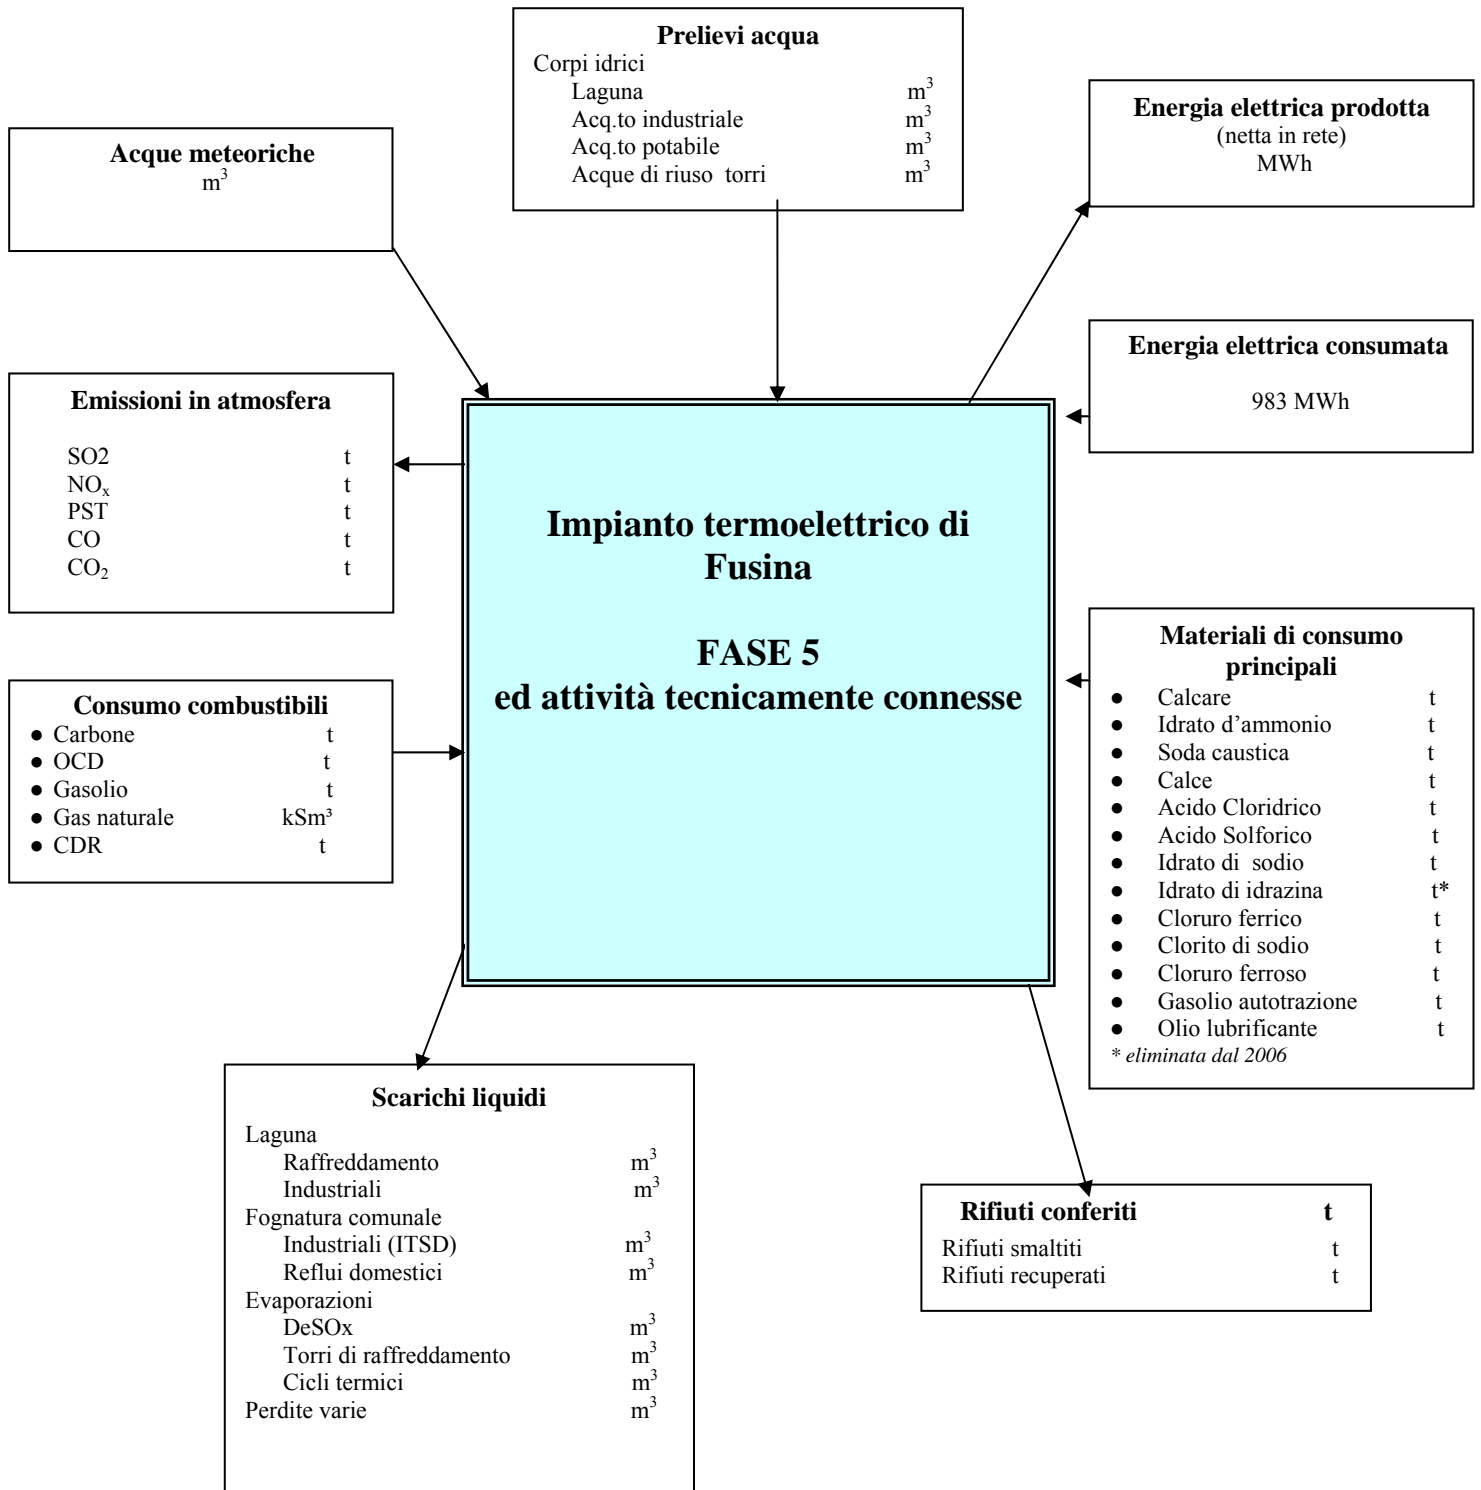 Prelievi acqua
Corpi idrici
Laguna m³
Acq.to industriale m³
Acq.to potabile m³
Acque di riuso torri m³
Energia elettrica prodotta
(netta in rete)
MWh
Acque meteoriche
m³
Energia elettrica consumata
983 MWh
Emissioni in atmosfera
SO2 t
NOₓ t
PST t
CO t
CO₂ t
Impianto termoelettrico di
Fusina
FASE 5
ed attività tecnicamente connesse
Consumo combustibili
● Carbone t
● OCD t
● Gasolio t
● Gas naturale kSm³
● CDR t
Materiali di consumo
principali
● Calcare t
● Idrato d’ammonio t
● Soda caustica t
● Calce t
● Acido Cloridrico t
● Acido Solforico t
● Idrato di sodio t
● Idrato di idrazina t*
● Cloruro ferrico t
● Clorito di sodio t
● Cloruro ferroso t
● Gasolio autotrazione t
● Olio lubrificante t
* eliminata dal 2006
Scarichi liquidi
Laguna
Raffreddamento m³
Industriali m³
Fognatura comunale
Industriali (ITSD) m³
Reflui domestici m³
Evaporazioni
DeSOx m³
Torri di raffreddamento m³
Cicli termici m³
Perdite varie m³
Rifiuti conferiti t
Rifiuti smaltiti t
Rifiuti recuperati t